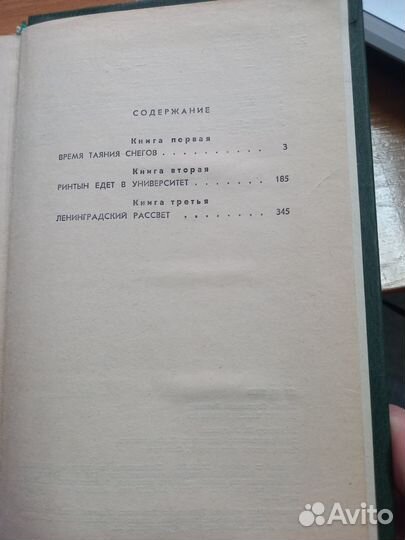 СОДЕРЖАНИЕ
Книга первая
ВРЕМЯ ТАЯНИЯ СНЕГОВ . . . . . . . . . . 3
Книга вторая
РИНТЫН ЕДЕТ В УНИВЕРСИТЕТ . . . . . . . 185
Книга третья
ЛЕНИНГРАДСКИЙ РАССВЕТ . . . . . . . . 345
Avito